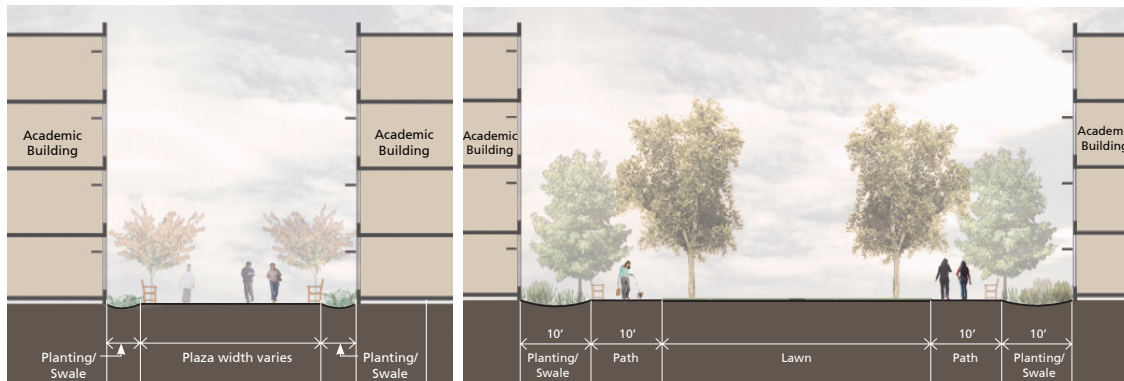 Academic
Building
Academic
Building
Planting/
Swale
Plaza width varies
Planting/
Swale
Academic
Building
Academ
Building
10’
10’
10’
10’
Planting/
Swale
Path
Lawn
Path
Planting/
Swale